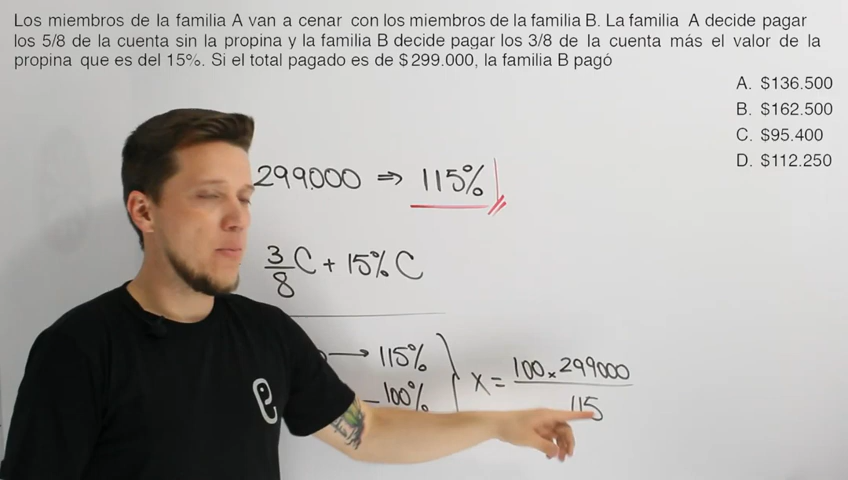 Los miembros de la familia A van a cenar con los miembros de la familia B. La familia A decide pagar
los 5/8 de la cuenta sin la propina y la familia B decide pagar los 3/8 de la cuenta más el valor de la
propina que es del 15%. Si el total pagado es de $299.000, la familia B pagó
A. $136.500
B. $162.500
C. $95.400
D. $112.250
299.000 ⇒ 115%
3/8 C + 15% C
→ 115%
100%
X = 100 × 299000 / 115
e